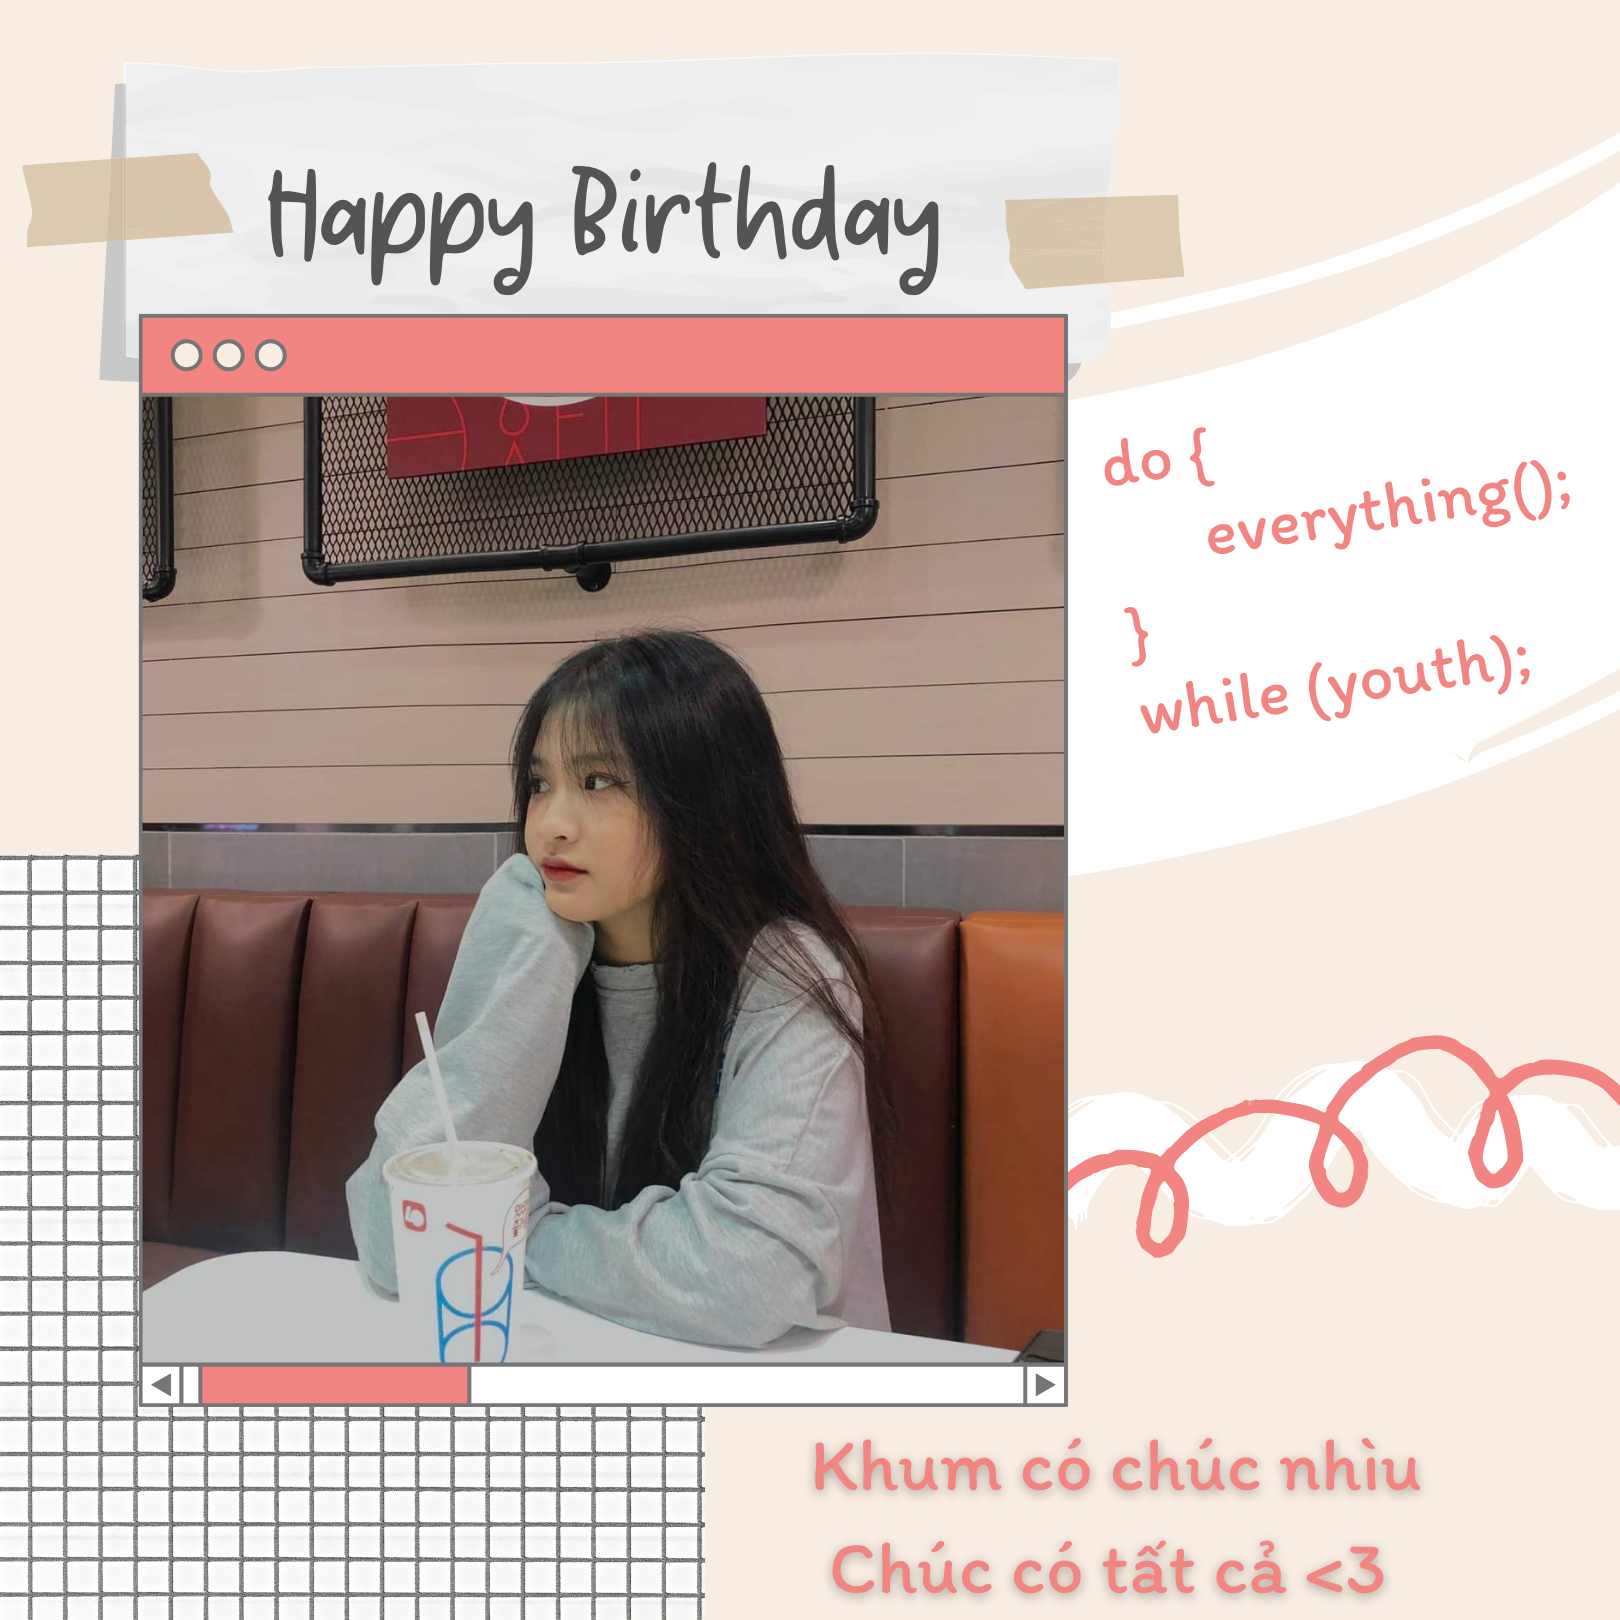 Happy Birthday
do {
everything();
}
while (youth);
Khum có chúc nhìu
Chúc có tất cả <3